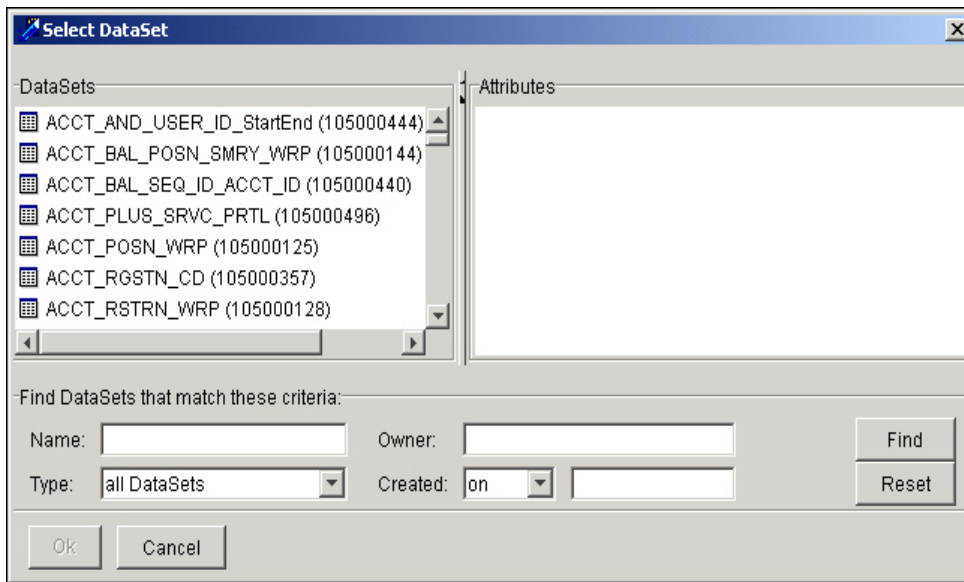 Select DataSet
DataSets
ACCT_AND_USER_ID_StartEnd (105000444)
ACCT_BAL_POSN_SMRY_WRP (105000144)
ACCT_BAL_SEQ_ID_ACCT_ID (105000440)
ACCT_PLUS_SRVC_PRTL (105000496)
ACCT_POSN_WRP (105000125)
ACCT_RGSTN_CD (105000357)
ACCT_RSTRN_WRP (105000128)
Attributes
Find DataSets that match these criteria:
Name: Owner: Find
Type: all DataSets Created: on Reset
Ok Cancel